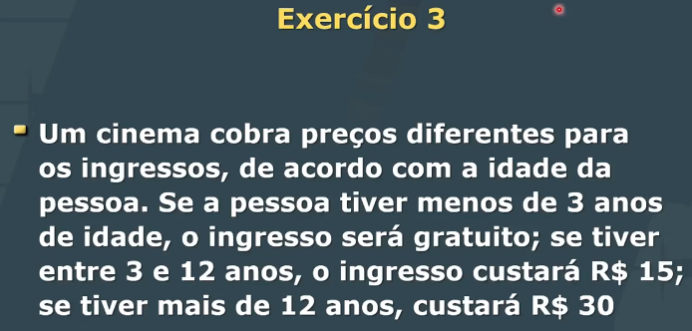 Exercício 3
Um cinema cobra preços diferentes para
os ingressos, de acordo com a idade da
pessoa. Se a pessoa tiver menos de 3 anos
de idade, o ingresso será gratuito; se tiver
entre 3 e 12 anos, o ingresso custará R$ 15;
se tiver mais de 12 anos, custará R$ 30